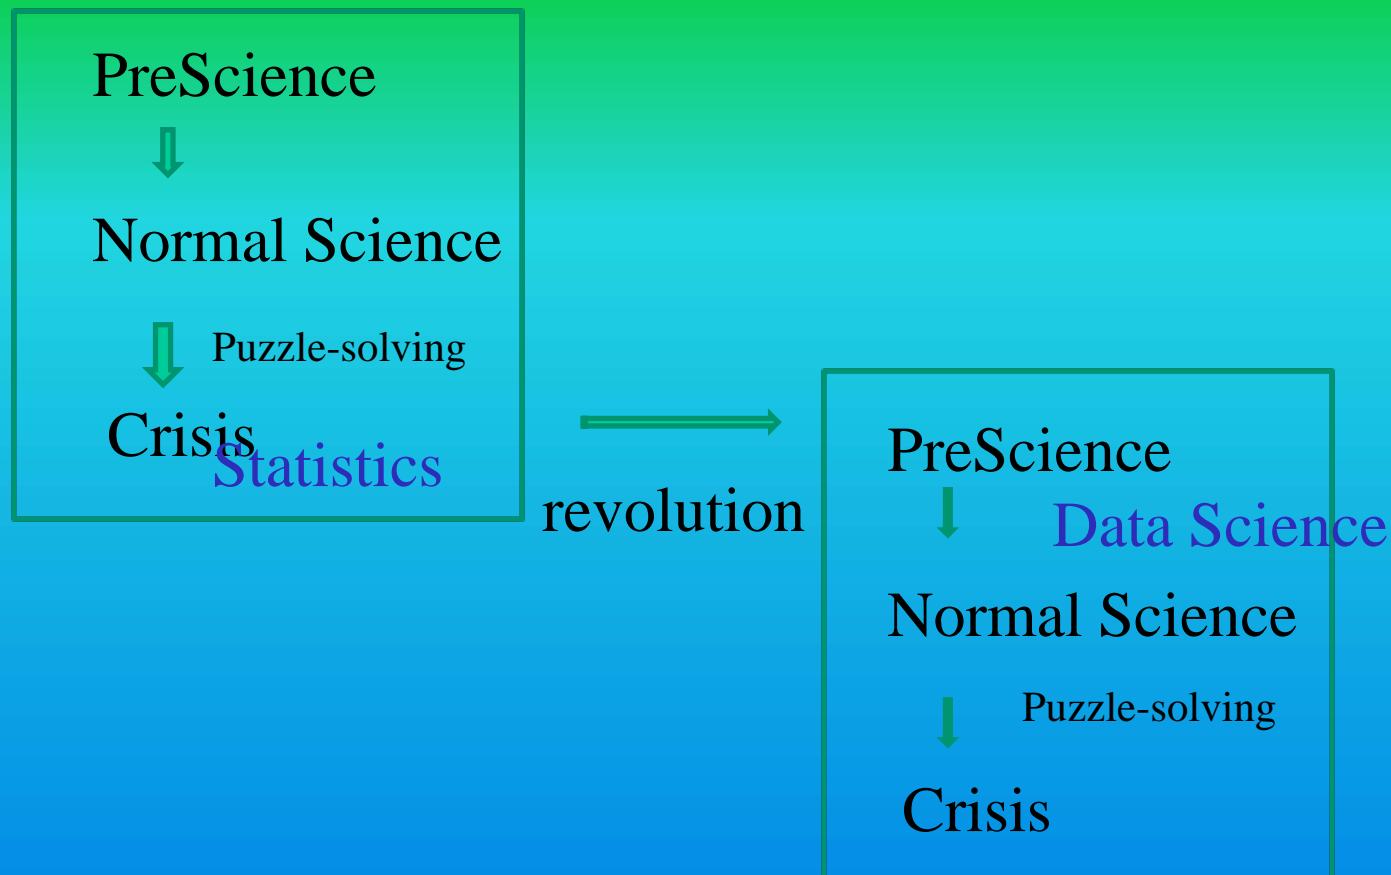 PreScience
Normal Science
Puzzle-solving
Crisis
Statistics
revolution
PreScience
Data Science
Normal Science
Puzzle-solving
Crisis